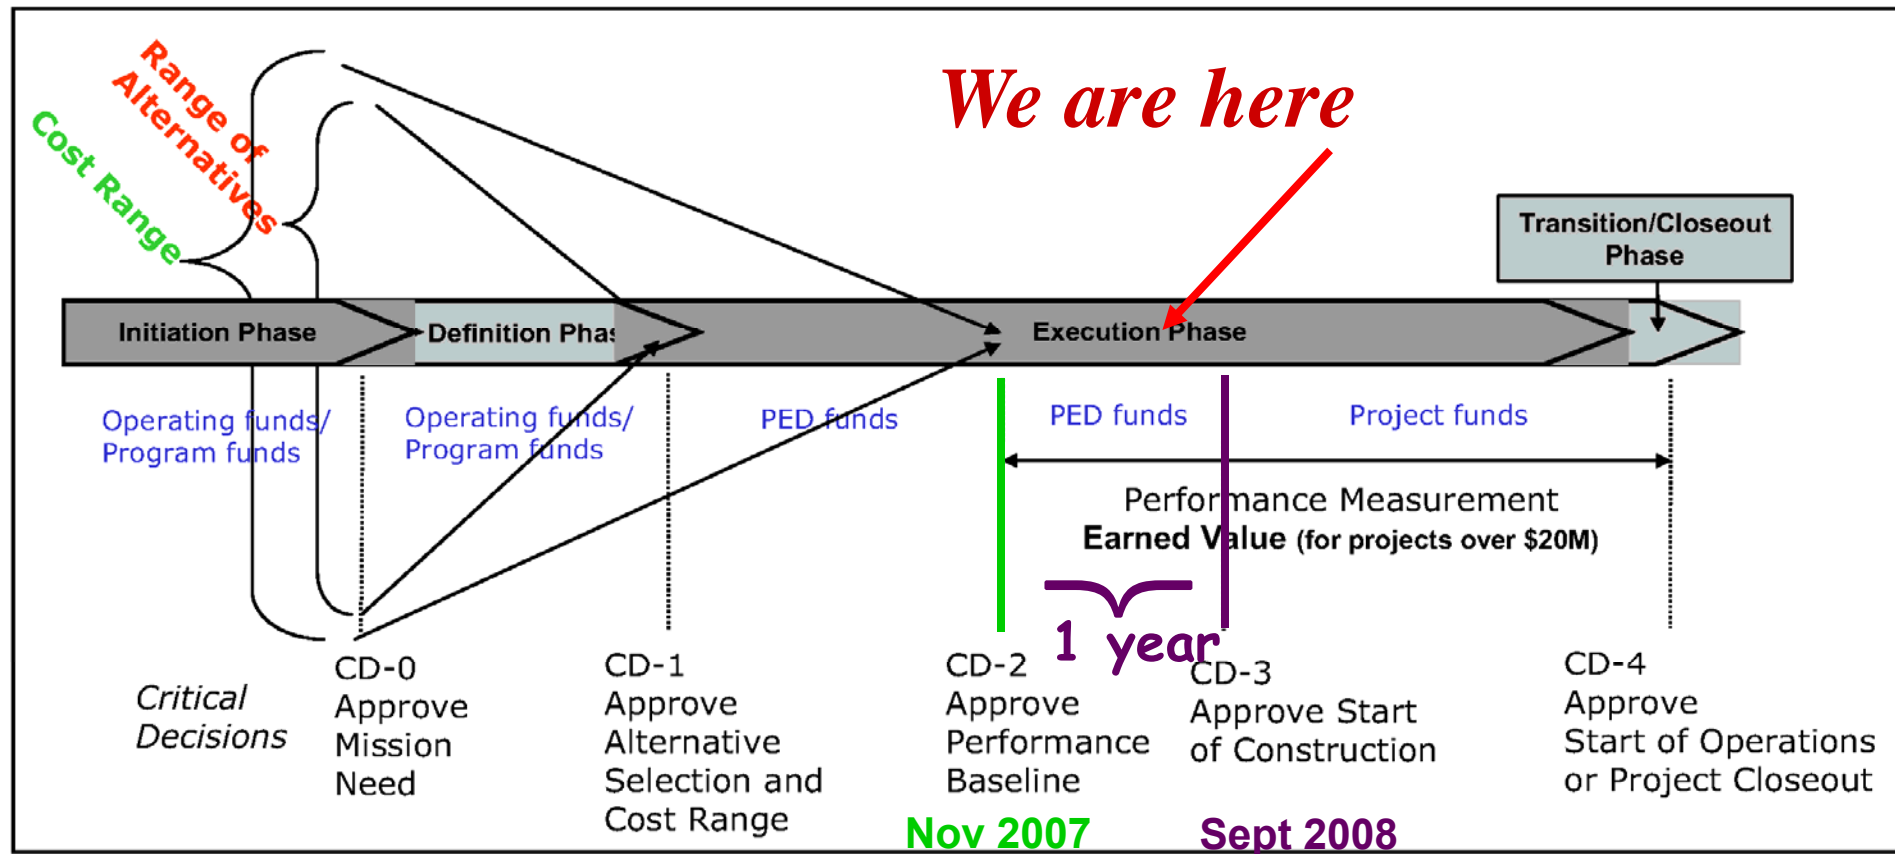 We are here
Range of
Alternatives
Cost Range
Transition/Closeout
Phase
Initiation Phase
Definition Phas
Execution Phase
Operating funds/
Program funds
Operating funds/
Program funds
PED funds
PED funds
Project funds
Performance Measurement
Earned Value (for projects over $20M)
1 year
Critical
Decisions
CD-0
Approve
Mission
Need
CD-1
Approve
Alternative
Selection and
Cost Range
CD-2
Approve
Performance
Baseline
CD-3
Approve Start
of Construction
CD-4
Approve
Start of Operations
or Project Closeout
Nov 2007
Sept 2008